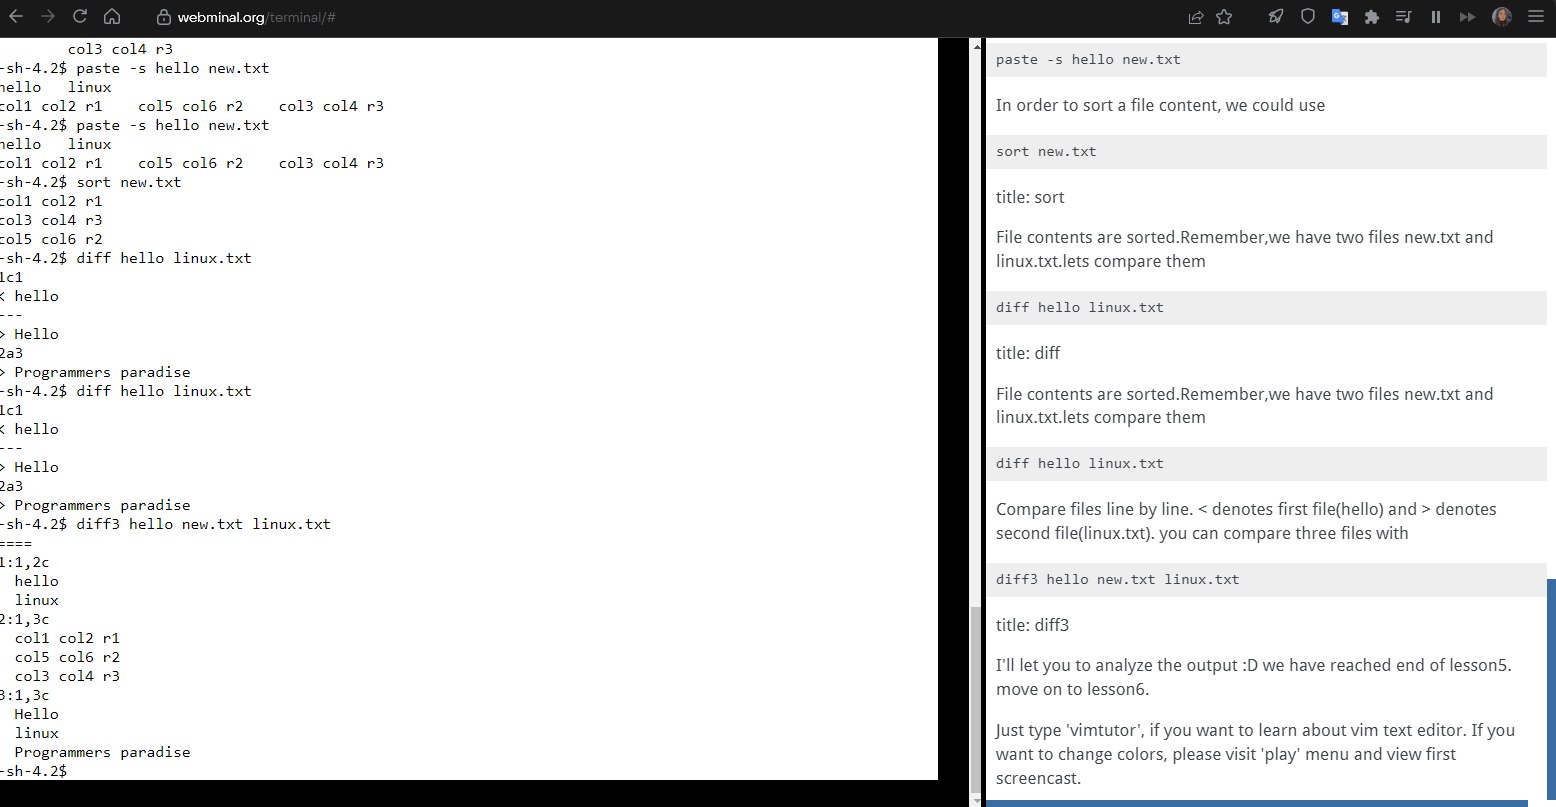 webminal.org/terminal/#
col3 col4 r3
-sh-4.2$ paste -s hello new.txt
hello linux
col1 col2 r1 col5 col6 r2 col3 col4 r3
-sh-4.2$ paste -s hello new.txt
hello linux
col1 col2 r1 col5 col6 r2 col3 col4 r3
-sh-4.2$ sort new.txt
col1 col2 r1
col3 col4 r3
col5 col6 r2
-sh-4.2$ diff hello linux.txt
1c1
< hello
---
> Hello
2a3
> Programmers paradise
-sh-4.2$ diff hello linux.txt
1c1
< hello
---
> Hello
2a3
> Programmers paradise
-sh-4.2$ diff3 hello new.txt linux.txt
====
1:1,2c
hello
linux
2:1,3c
col1 col2 r1
col5 col6 r2
col3 col4 r3
3:1,3c
Hello
linux
Programmers paradise
-sh-4.2$
paste -s hello new.txt
In order to sort a file content, we could use
sort new.txt
title: sort
File contents are sorted.Remember,we have two files new.txt and
linux.txt.lets compare them
diff hello linux.txt
title: diff
File contents are sorted.Remember,we have two files new.txt and
linux.txt.lets compare them
diff hello linux.txt
Compare files line by line. < denotes first file(hello) and > denotes
second file(linux.txt). you can compare three files with
diff3 hello new.txt linux.txt
title: diff3
I'll let you to analyze the output :D we have reached end of lesson5.
move on to lesson6.
Just type 'vimtutor', if you want to learn about vim text editor. If you
want to change colors, please visit 'play' menu and view first
screencast.